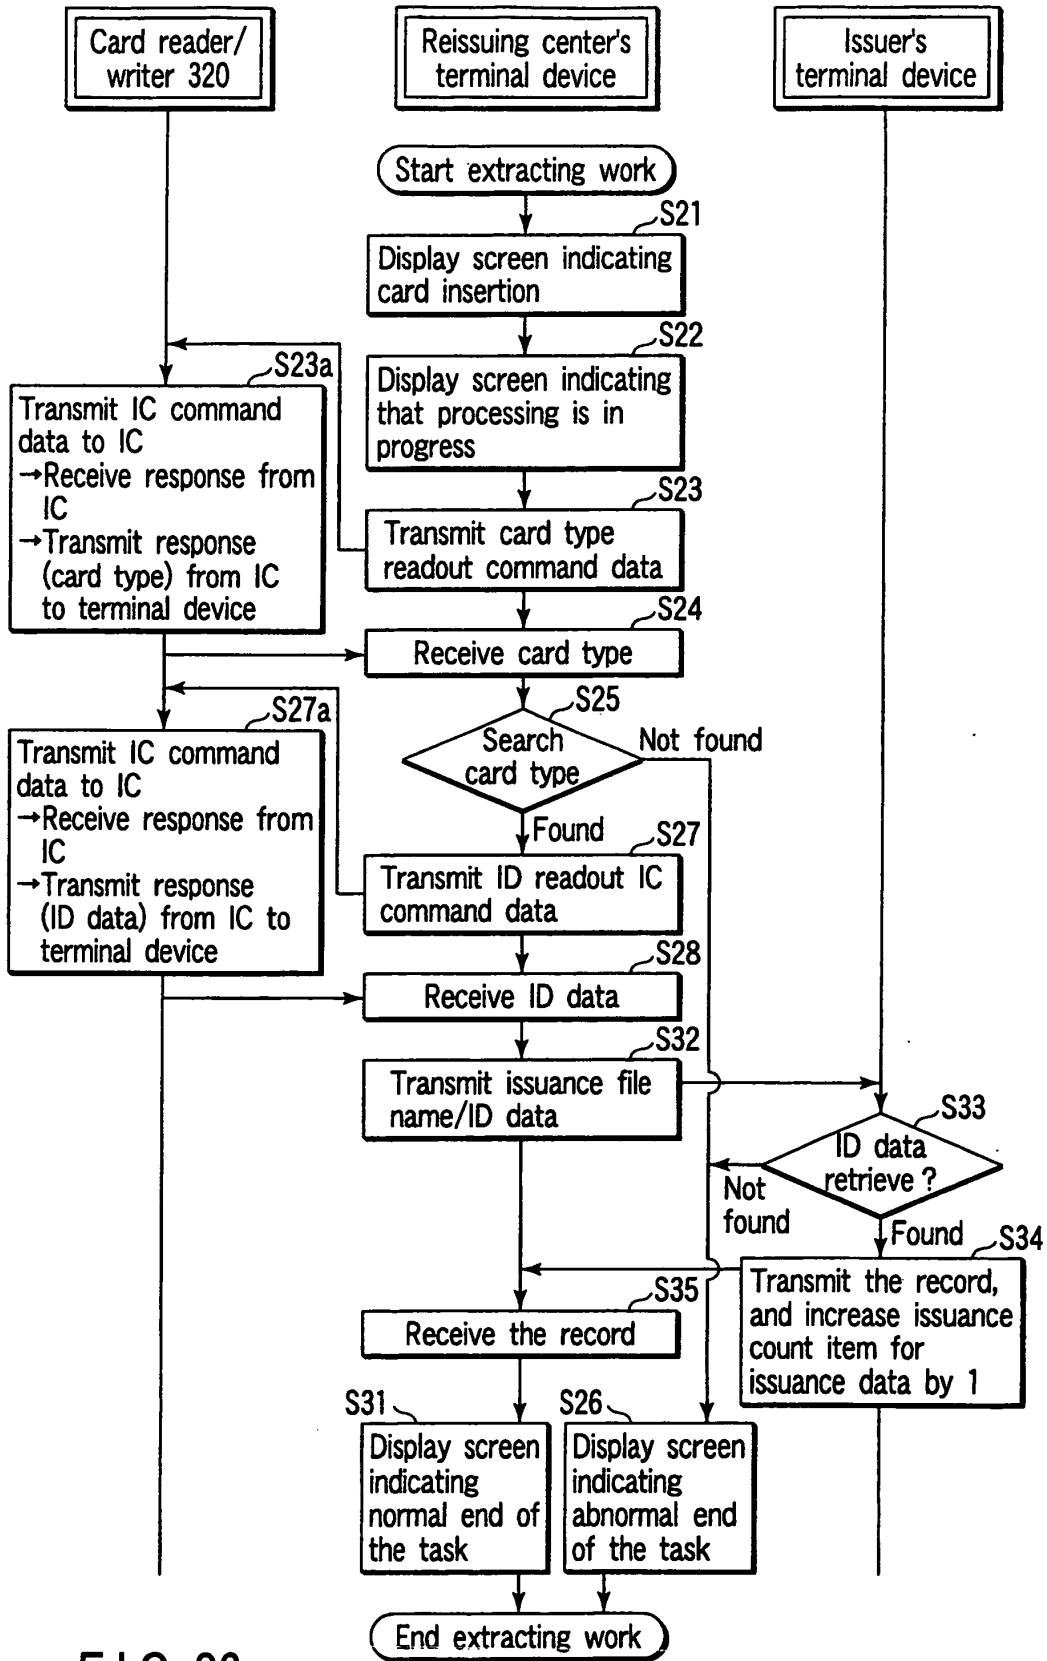 Card reader/
writer 320
Reissuing center's
terminal device
Issuer's
terminal device
Start extracting work
S21
Display screen indicating
card insertion
S22
Display screen indicating
that processing is in
progress
S23a
Transmit IC command
data to IC
→Receive response from
IC
→Transmit response
(card type) from IC
to terminal device
S23
Transmit card type
readout command data
S24
Receive card type
S25
Search
card type
Not found
Found
S27a
Transmit IC command
data to IC
→Receive response from
IC
→Transmit response
(ID data) from IC to
terminal device
S27
Transmit ID readout IC
command data
S28
Receive ID data
S32
Transmit issuance file
name/ID data
S33
ID data
retrieve ?
Not
found
Found
S34
Transmit the record,
and increase issuance
count item for
issuance data by 1
S35
Receive the record
S31
Display screen
indicating
normal end of
the task
S26
Display screen
indicating
abnormal end
of the task
End extracting work